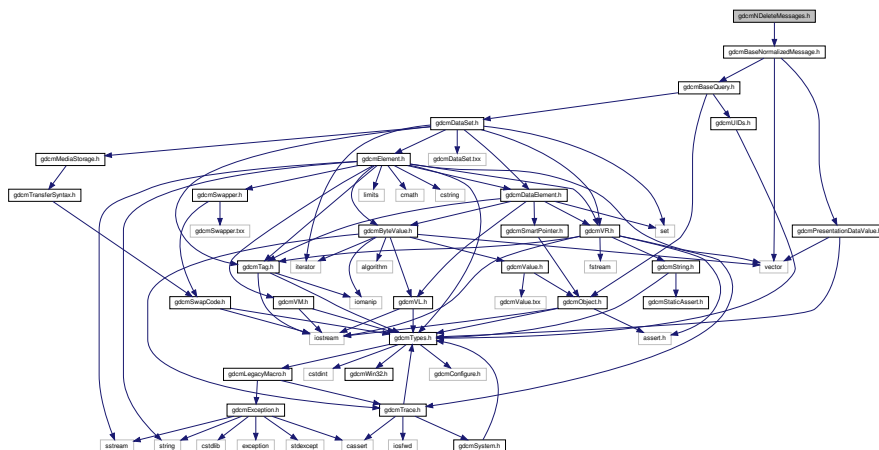 gdcmNDeleteMessages.h
gdcmBaseNormalizedMessage.h
gdcmBaseQuery.h
gdcmDataSet.h
gdcmUIDs.h
gdcmMediaStorage.h
gdcmElement.h
gdcmDataSet.txx
gdcmTransferSyntax.h
gdcmSwapper.h
limits
cmath
cstring
gdcmDataElement.h
gdcmSwapper.txx
gdcmByteValue.h
gdcmSmartPointer.h
gdcmVR.h
set
gdcmPresentationDataValue.h
gdcmTag.h
iterator
algorithm
gdcmValue.h
fstream
gdcmString.h
vector
gdcmSwapCode.h
gdcmVM.h
iomanip
gdcmVL.h
gdcmValue.txx
gdcmObject.h
gdcmStaticAssert.h
iostream
gdcmTypes.h
assert.h
gdcmLegacyMacro.h
cstdint
gdcmWin32.h
gdcmConfigure.h
gdcmException.h
gdcmTrace.h
sstream
string
cstdlib
exception
stdexcept
cassert
iosfwd
gdcmSystem.h